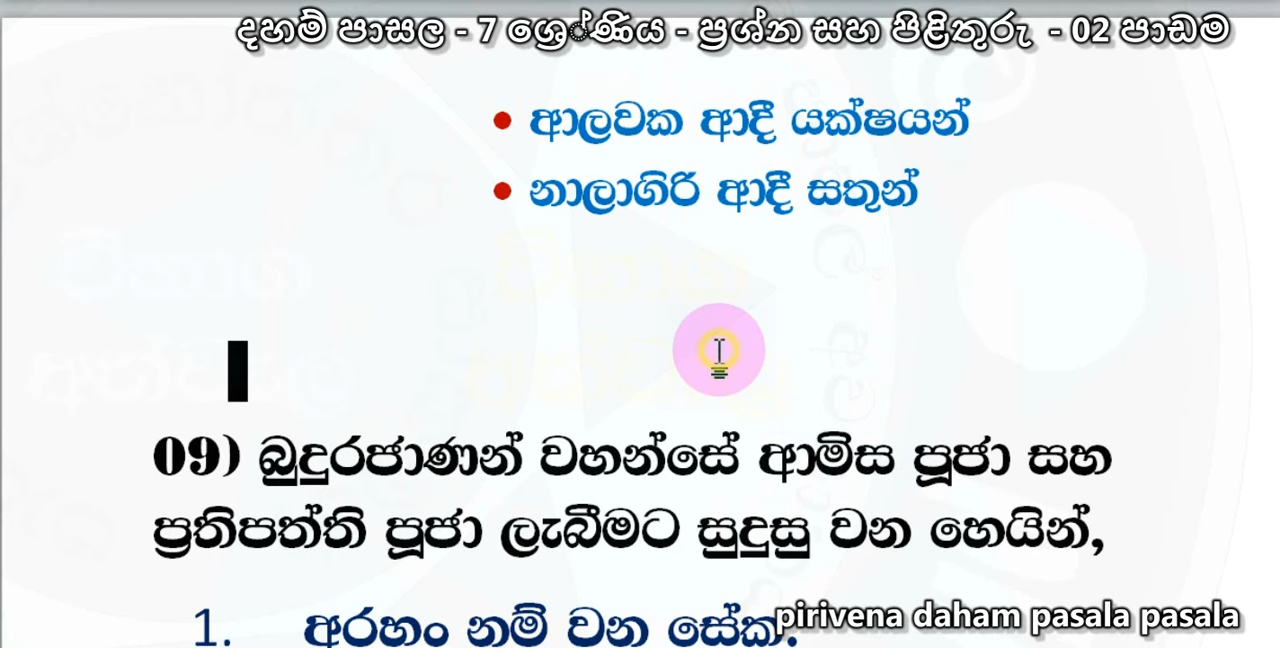 දහම් පාසල - 7 ශ්‍රේණිය - ප්‍රශ්න සහ පිළිතුරු - 02 පාඩම
• ආලවක ආදී යක්ෂයන්
• නාලාගිරි ආදී සතුන්
09) බුදුරජාණන් වහන්සේ ආමිස පූජා සහ
ප්‍රතිපත්ති පූජා ලැබීමට සුදුසු වන හෙයින්,
1. අරහං නම් වන සේක.
pirivena daham pasala pasala